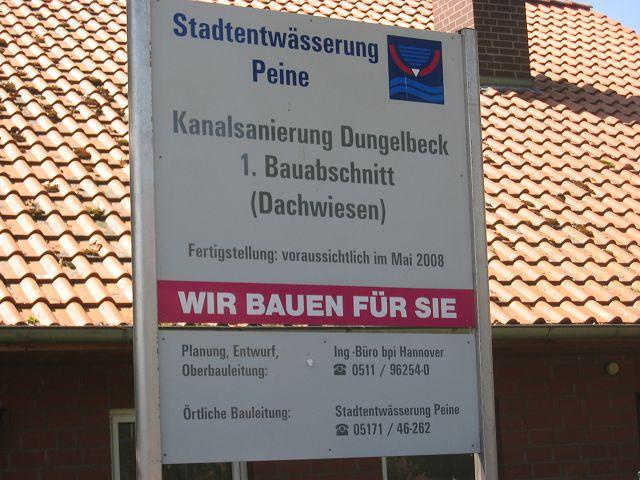 Stadtentwässerung
Peine
Kanalsanierung Dungelbeck
1. Bauabschnitt
(Dachwiesen)
Fertigstellung: voraussichtlich im Mai 2008
WIR BAUEN FÜR SIE
Planung, Entwurf, Ing -Büro bpi Hannover
Oberbauleitung: ☎ 0511 / 96254-0
Örtliche Bauleitung: Stadtentwässerung Peine
☎ 05171 / 46-262